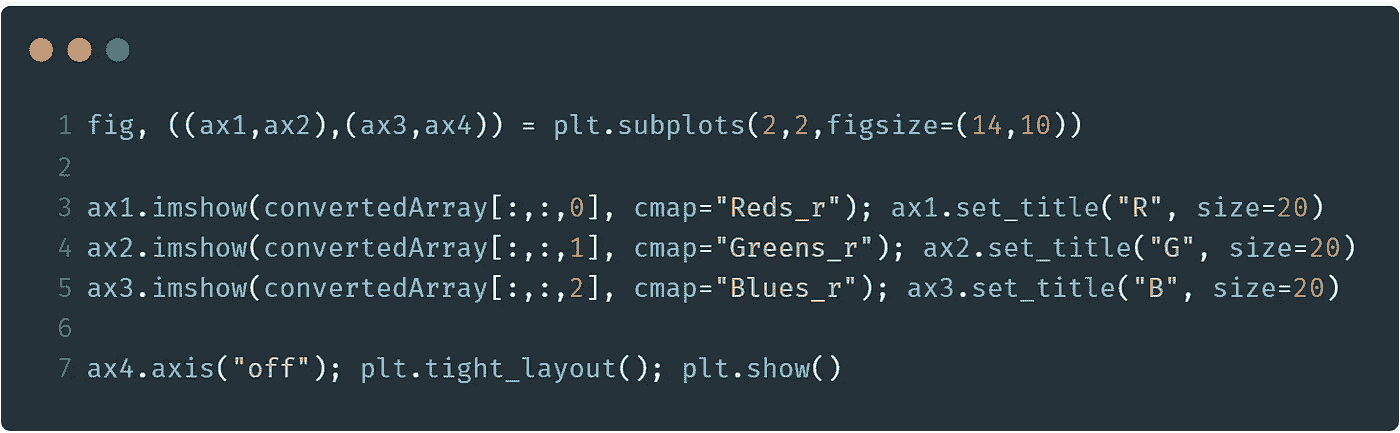 1 fig, ((ax1,ax2),(ax3,ax4)) = plt.subplots(2,2,figsize=(14,10))
2
3 ax1.imshow(convertedArray[:,:,0], cmap="Reds_r"); ax1.set_title("R", size=20)
4 ax2.imshow(convertedArray[:,:,1], cmap="Greens_r"); ax2.set_title("G", size=20)
5 ax3.imshow(convertedArray[:,:,2], cmap="Blues_r"); ax3.set_title("B", size=20)
6
7 ax4.axis("off"); plt.tight_layout(); plt.show()